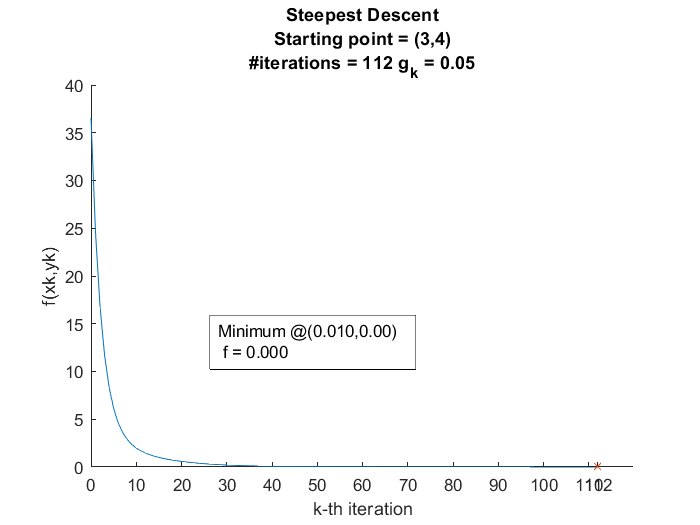 Steepest Descent
Starting point = (3,4)
#iterations = 112 gk = 0.05
40
35
30
25
20
15
10
5
0
f(xk,yk)
Minimum @(0.010,0.00)
f = 0.000
0 10 20 30 40 50 60 70 80 90 100 110 112
k-th iteration